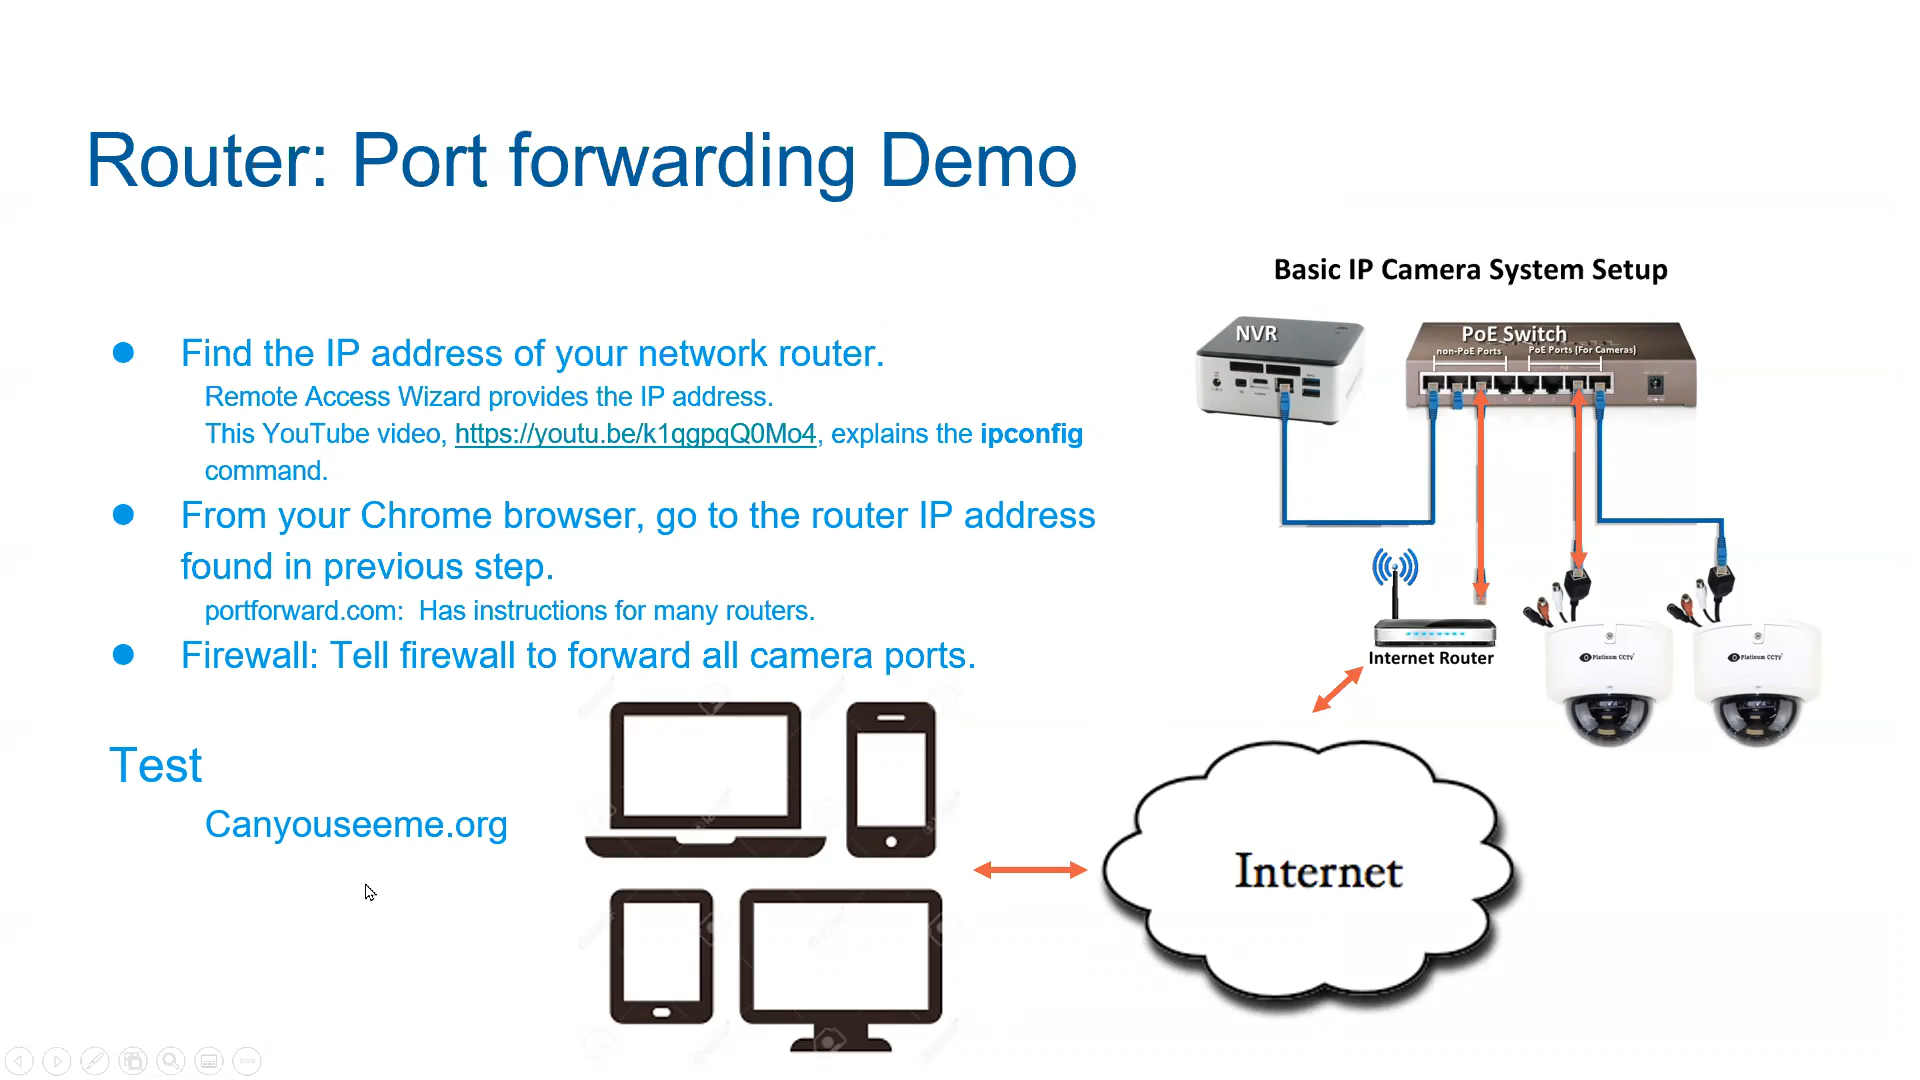 Router: Port forwarding Demo
Basic IP Camera System Setup
NVR
PoE Switch
non-PoE Ports
PoE Ports (For Cameras)
Find the IP address of your network router.
Remote Access Wizard provides the IP address.
This YouTube video, https://youtu.be/k1qgpqQ0Mo4, explains the ipconfig
command.
From your Chrome browser, go to the router IP address
found in previous step.
portforward.com:  Has instructions for many routers.
Firewall: Tell firewall to forward all camera ports.
Internet Router
Platinum CCTV
Platinum CCTV
Test
Canyouseeme.org
Internet